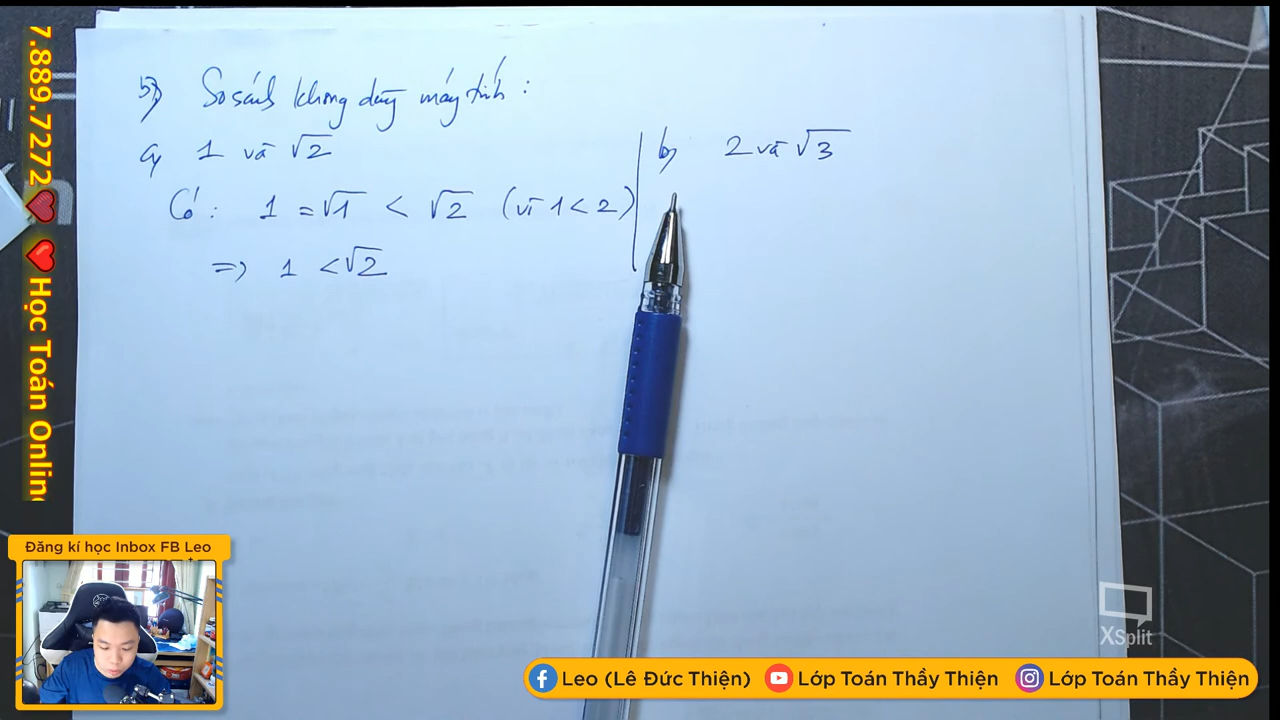 5) So sánh không dùng máy tính :
a) 1 và √2
Có : 1 = √1 < √2 (vì 1 < 2)
=> 1 < √2
b) 2 và √3
7.889.7272❤️ ❤️ Học Toán Onlin
Đăng kí học Inbox FB Leo
XSplit
Leo (Lê Đức Thiện)
Lớp Toán Thầy Thiện
Lớp Toán Thầy Thiện